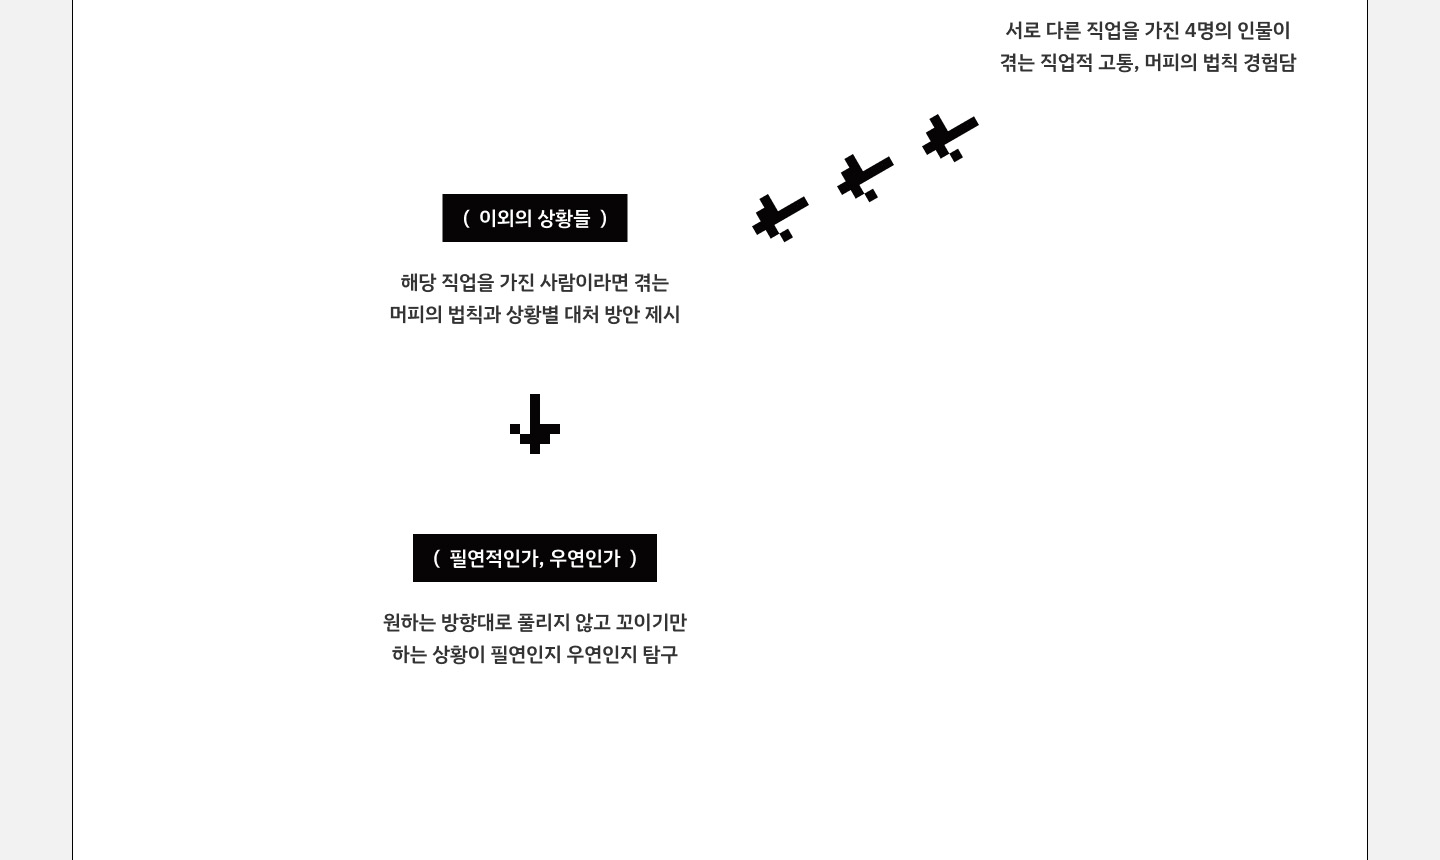 서로 다른 직업을 가진 4명의 인물이
겪는 직업적 고통, 머피의 법칙 경험담
( 이외의 상황들 )
해당 직업을 가진 사람이라면 겪는
머피의 법칙과 상황별 대처 방안 제시
( 필연적인가, 우연인가 )
원하는 방향대로 풀리지 않고 꼬이기만
하는 상황이 필연인지 우연인지 탐구